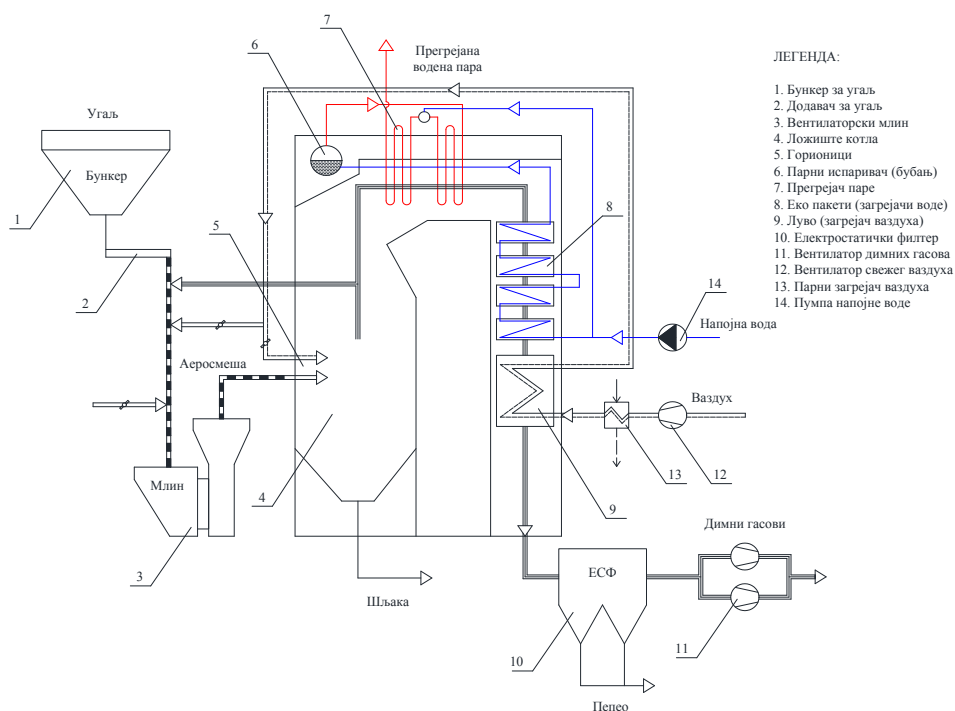 7
6
Прегрејана
водена пара
ЛЕГЕНДА:
1. Бункер за угаљ
2. Додавач за угаљ
3. Вентилаторски млин
4. Ложиште котла
5. Горионици
6. Парни испаривач (бубањ)
7. Прегрејач паре
8. Еко пакети (загрејачи воде)
9. Луво (загрејач ваздуха)
10. Електростатички филтер
11. Вентилатор димних гасова
12. Вентилатор свежег ваздуха
13. Парни загрејач ваздуха
14. Пумпа напојне воде
Угаљ
Бункер
1
5
2
8
14
Напојна вода
Аеросмеша
Ваздух
Млин
4
3
9
13
12
Димни гасови
ЕСФ
Шљака
10
11
Пепео